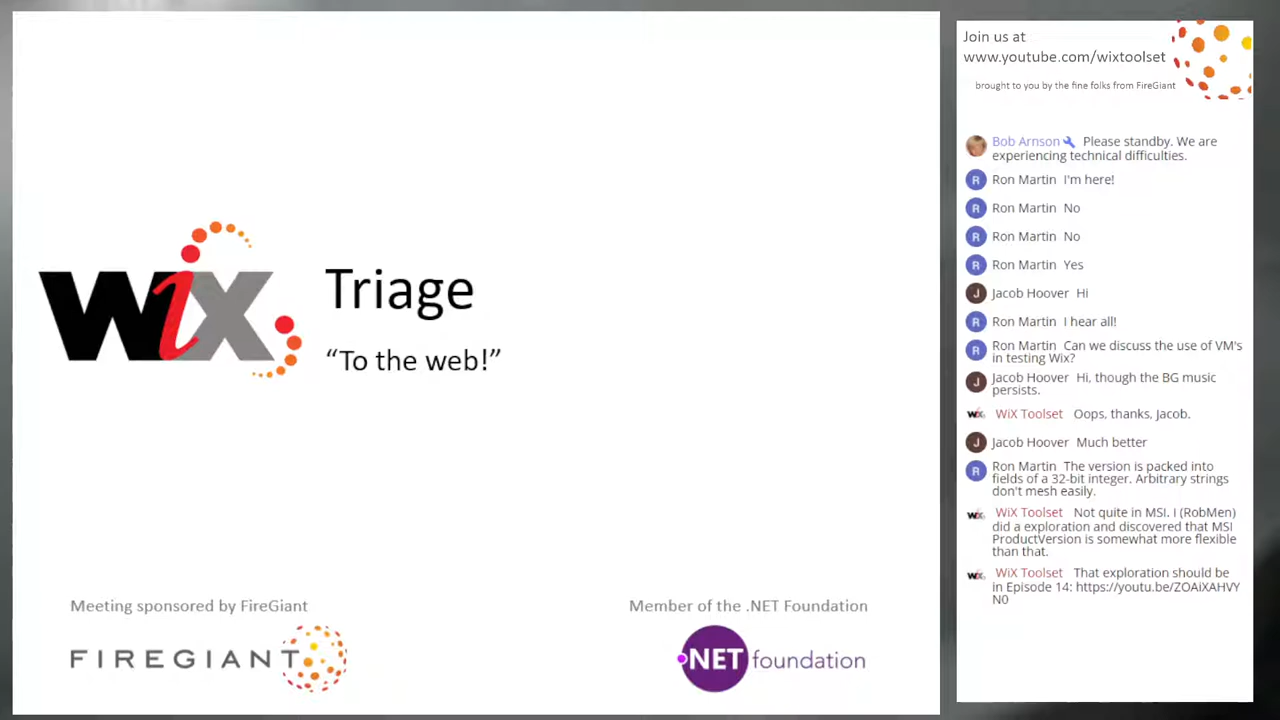 WiX
Triage
“To the web!”
Meeting sponsored by FireGiant
FIREGIANT
Member of the .NET Foundation
.NET foundation
Join us at
www.youtube.com/wixtoolset
brought to you by the fine folks from FireGiant
Bob Arnson Please standby. We are
experiencing technical difficulties.
R Ron Martin I'm here!
R Ron Martin No
R Ron Martin No
R Ron Martin Yes
J Jacob Hoover Hi
R Ron Martin I hear all!
R Ron Martin Can we discuss the use of VM's
in testing Wix?
J Jacob Hoover Hi, though the BG music
persists.
WiX WiX Toolset Oops, thanks, Jacob.
J Jacob Hoover Much better
R Ron Martin The version is packed into
fields of a 32-bit integer. Arbitrary strings
don't mesh easily.
WiX WiX Toolset Not quite in MSI. I (RobMen)
did a exploration and discovered that MSI
ProductVersion is somewhat more flexible
than that.
WiX WiX Toolset That exploration should be
in Episode 14: https://youtu.be/ZOAiXAHVY
N0